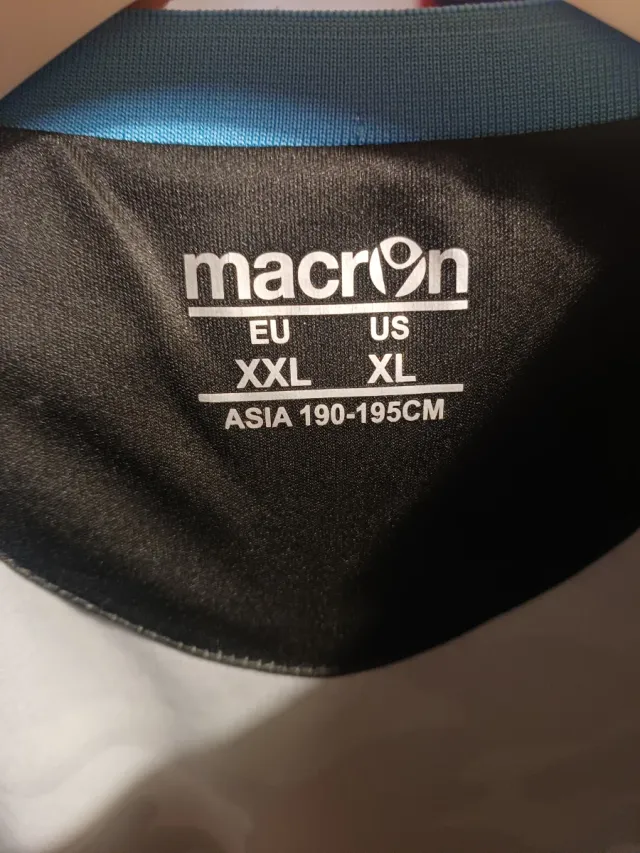 macron
EU US
XXL XL
ASIA 190-195CM